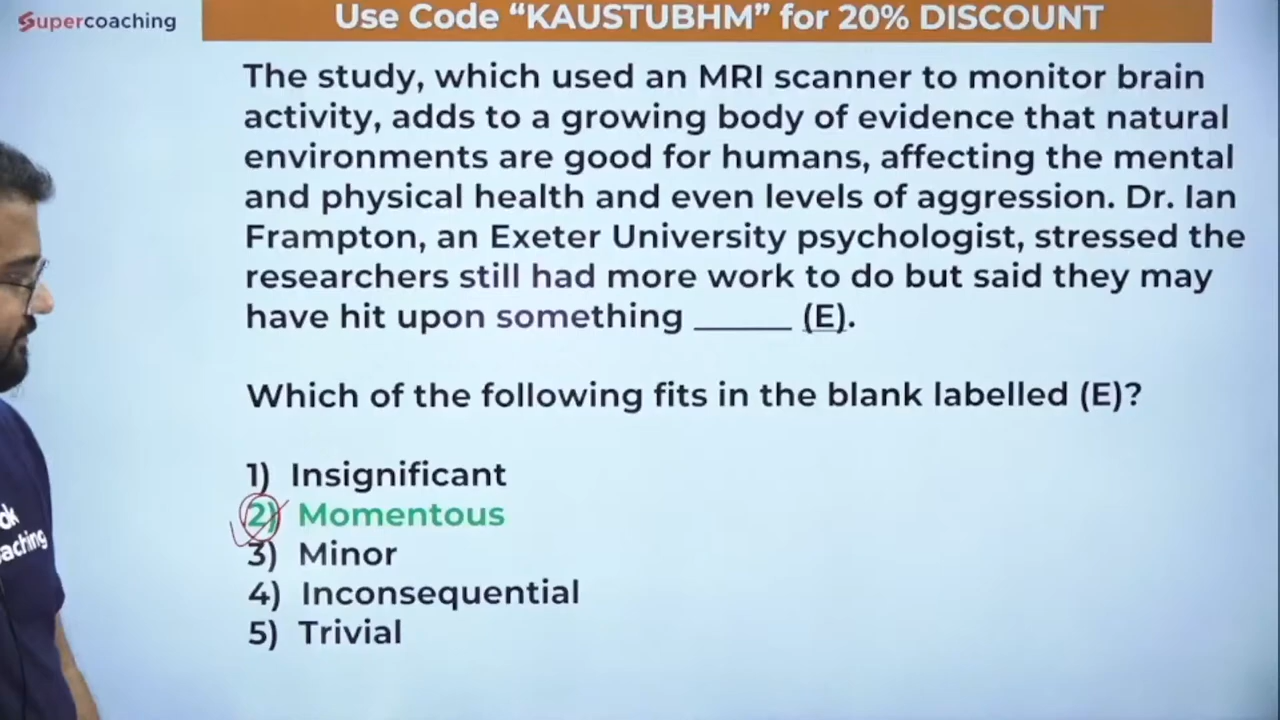 Supercoaching
Use Code “KAUSTUBHM” for 20% DISCOUNT
The study, which used an MRI scanner to monitor brain
activity, adds to a growing body of evidence that natural
environments are good for humans, affecting the mental
and physical health and even levels of aggression. Dr. Ian
Frampton, an Exeter University psychologist, stressed the
researchers still had more work to do but said they may
have hit upon something ______ (E).
Which of the following fits in the blank labelled (E)?
1) Insignificant
2) Momentous
3) Minor
4) Inconsequential
5) Trivial